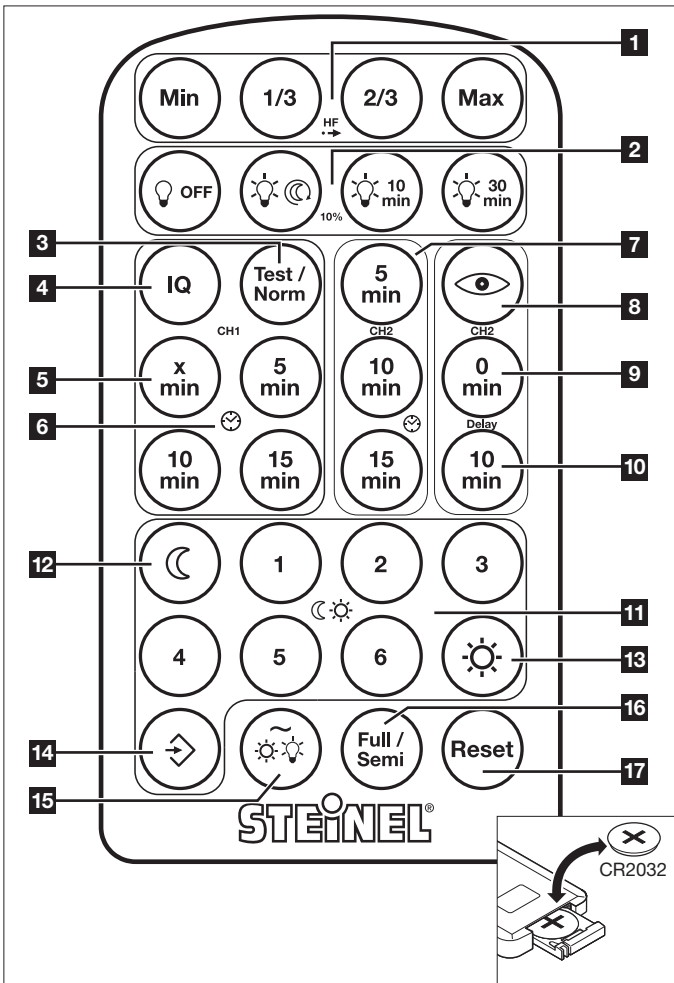 1
Min 1/3 2/3 Max
HF
2
OFF 10 min 30 min
10%
3
7
4
IQ Test / Norm 5 min
8
CH1 CH2 CH2
5
x min 5 min 10 min 0 min
9
6
Delay
10 min 15 min 15 min 10 min
10
12
1 2 3
11
4 5 6
13
16
14
Full / Semi Reset
15
17
STEINEL®
CR2032